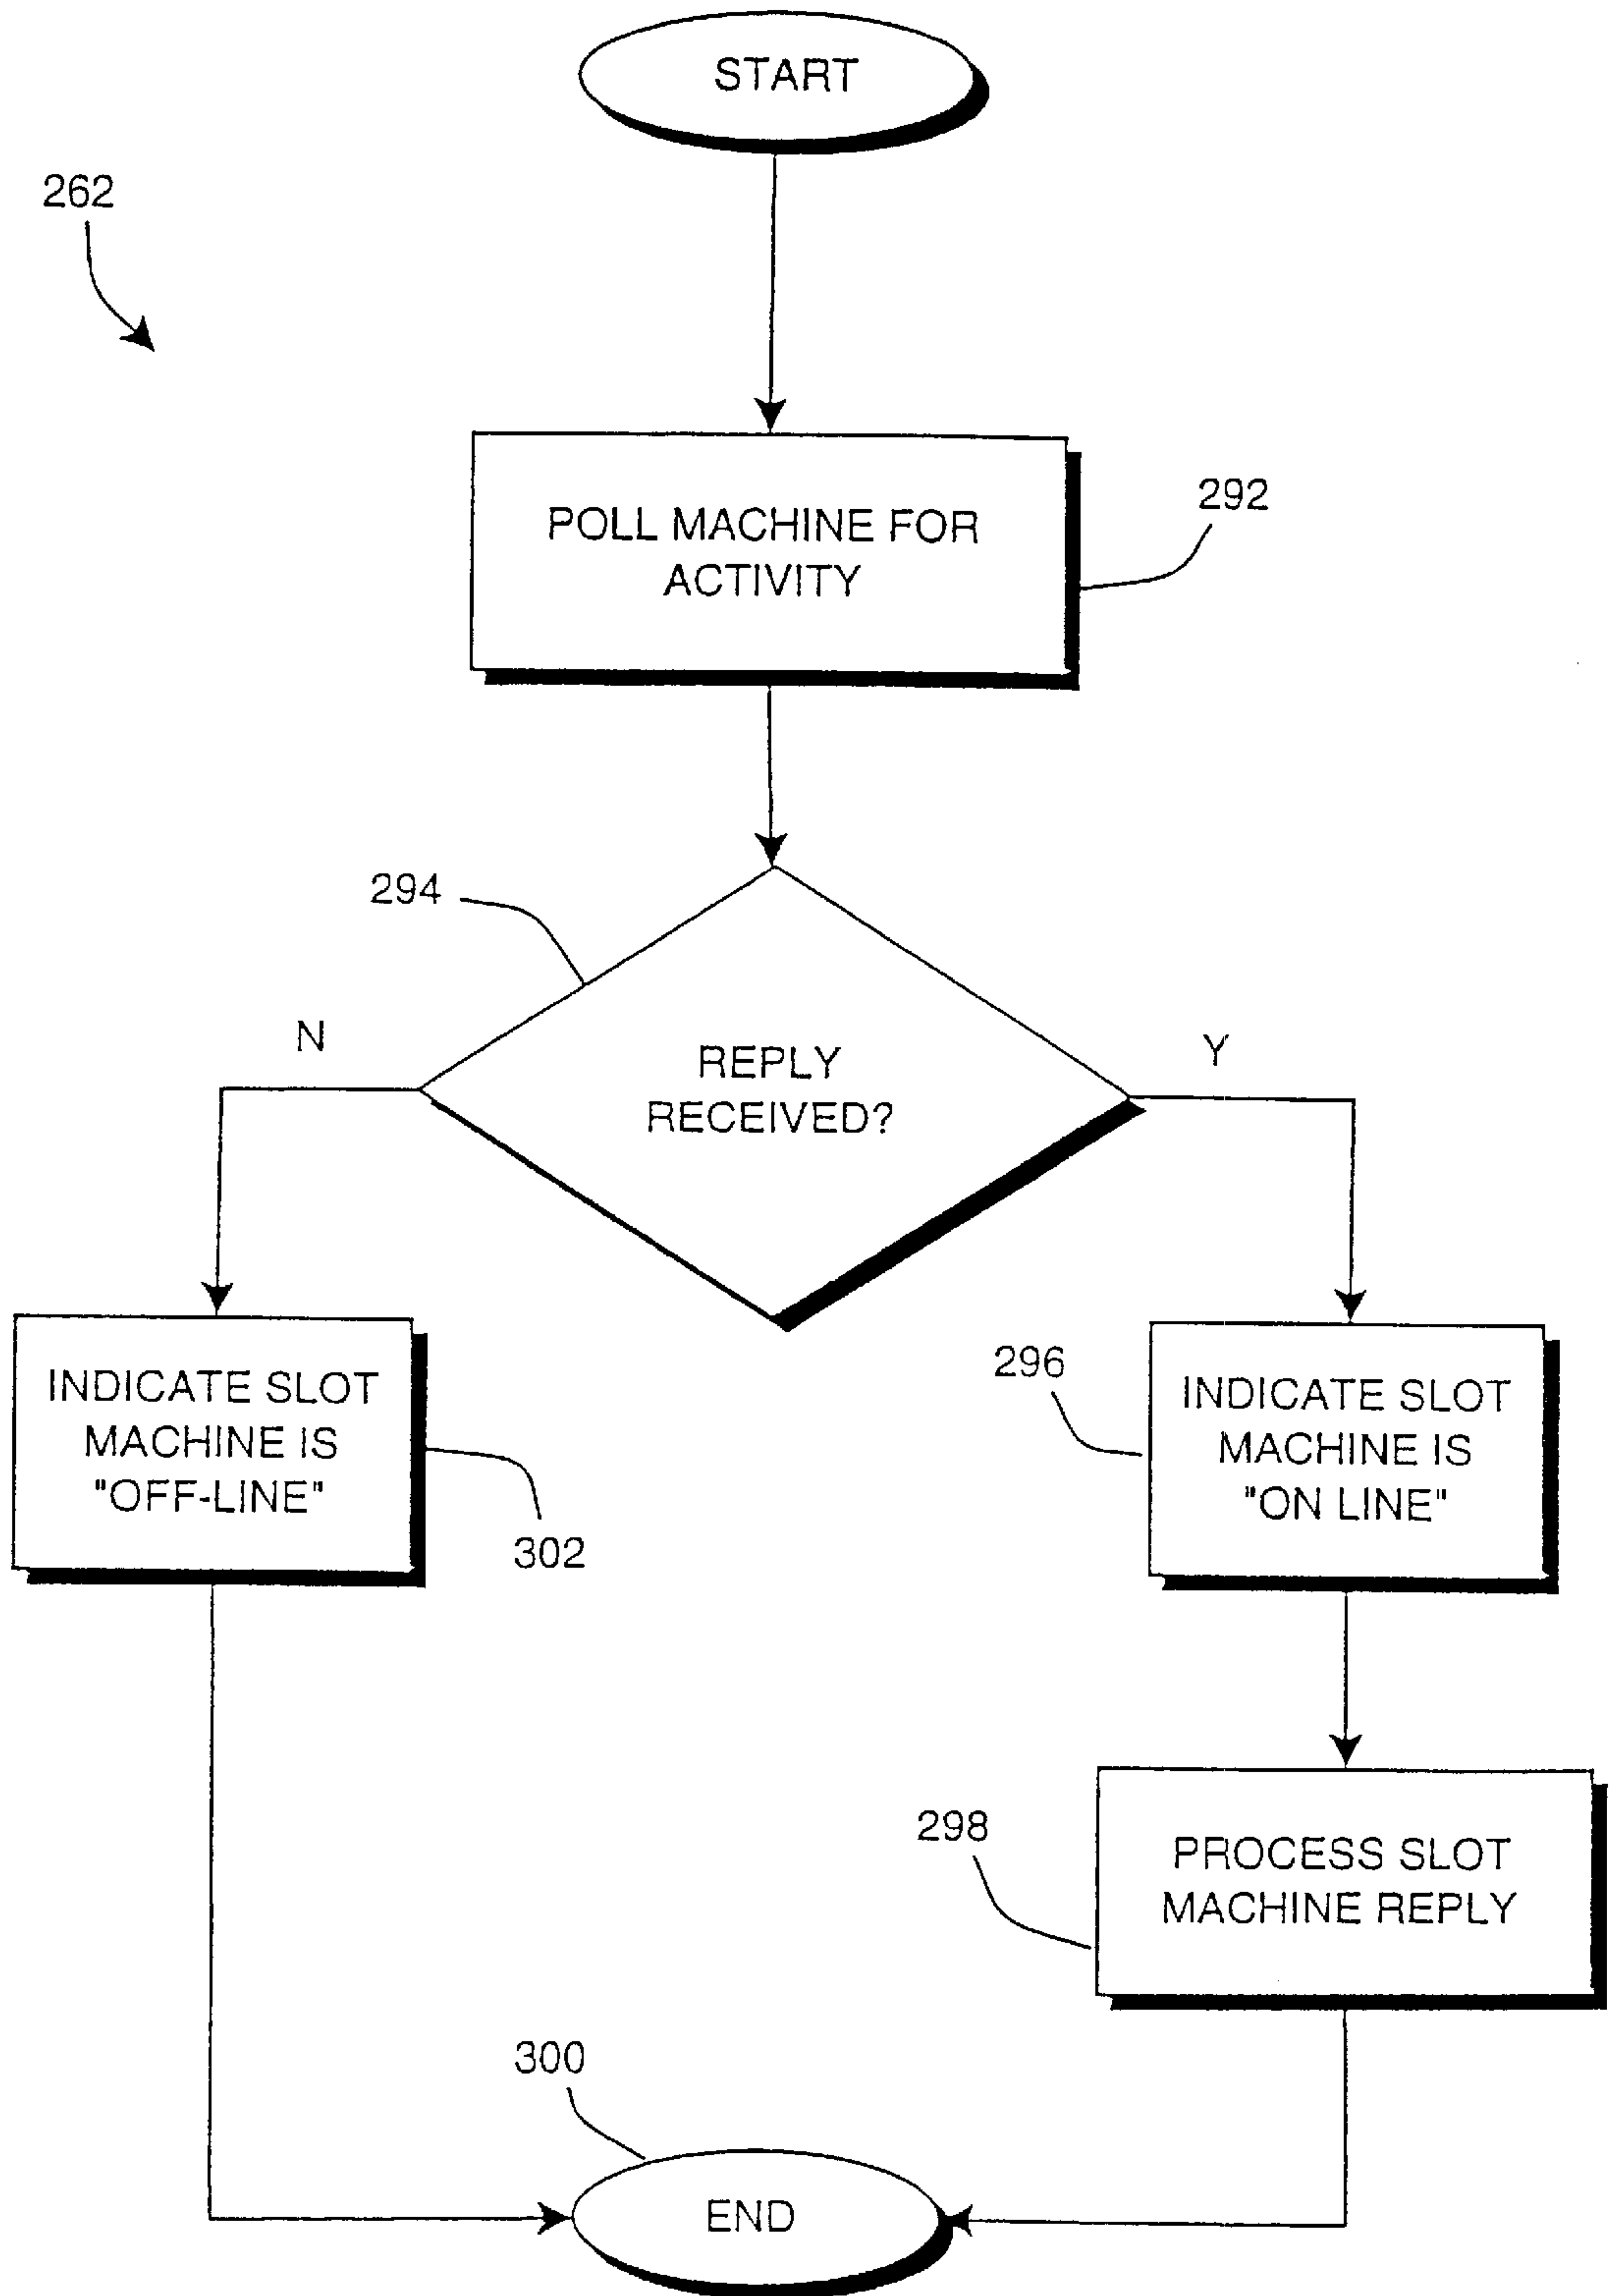 START
262
POLL MACHINE FOR
ACTIVITY
292
294
N
Y
REPLY
RECEIVED?
INDICATE SLOT
MACHINE IS
"OFF-LINE"
302
296
INDICATE SLOT
MACHINE IS
"ON LINE"
298
PROCESS SLOT
MACHINE REPLY
300
END